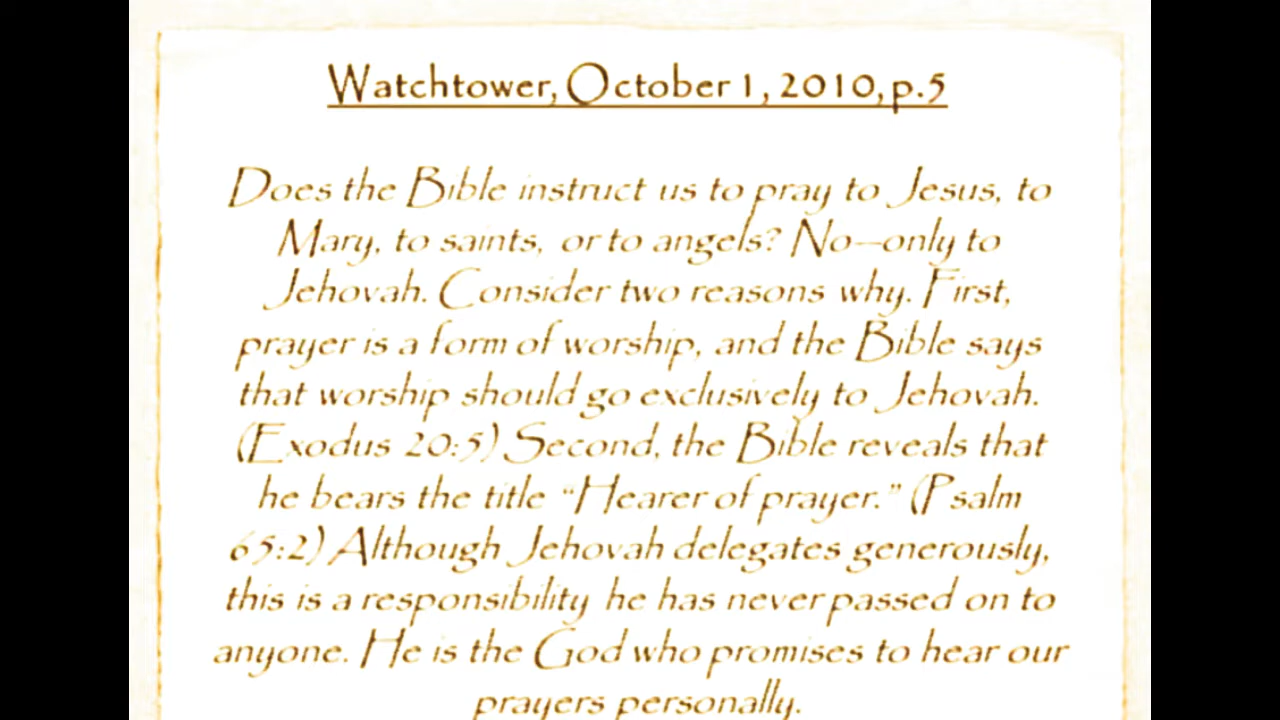 Watchtower, October 1, 2010, p.5
Does the Bible instruct us to pray to Jesus, to
Mary, to saints, or to angels? No—only to
Jehovah. Consider two reasons why. First,
prayer is a form of worship, and the Bible says
that worship should go exclusively to Jehovah.
(Exodus 20:5) Second, the Bible reveals that
he bears the title “Hearer of prayer.” (Psalm
65:2) Although Jehovah delegates generously,
this is a responsibility he has never passed on to
anyone. He is the God who promises to hear our
prayers personally.